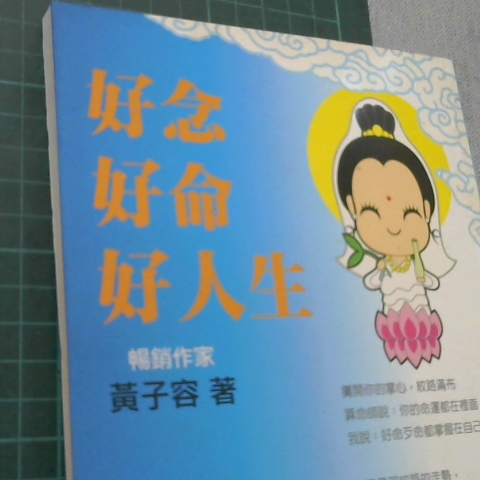 好念
好命
好人生
暢銷作家
黃子容 著
攤開你的掌心，紋路滿布
算命師說：你的命運都在裡面
我說：好命歹命都掌握在自己